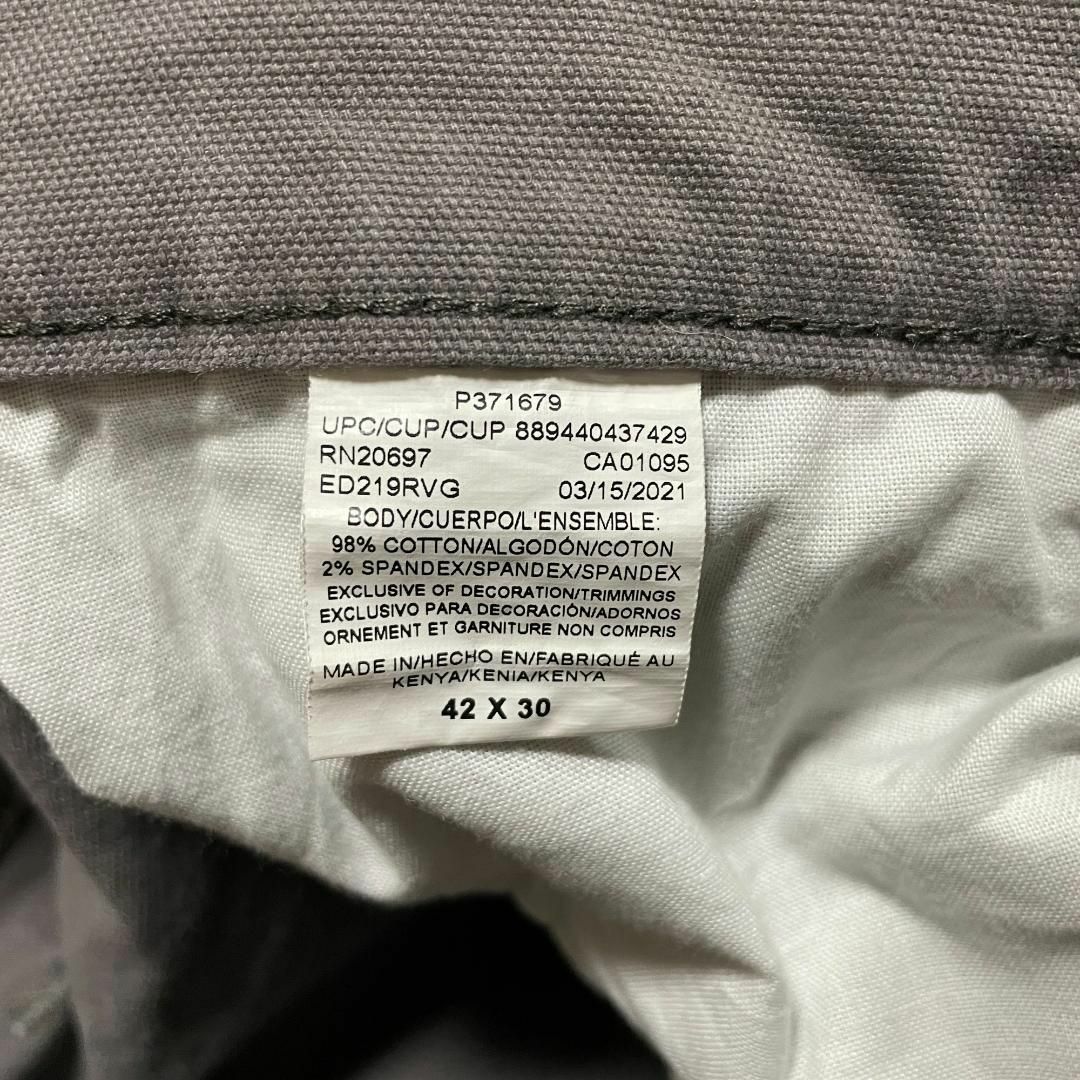 P371679
UPC/CUP/CUP 889440437429
RN20697 CA01095
ED219RVG 03/15/2021
BODY/CUERPO/L'ENSEMBLE:
98% COTTON/ALGODÓN/COTON
2% SPANDEX/SPANDEX/SPANDEX
EXCLUSIVE OF DECORATION/TRIMMINGS
EXCLUSIVO PARA DECORACIÓN/ADORNOS
ORNEMENT ET GARNITURE NON COMPRIS
MADE IN/HECHO EN/FABRIQUÉ AU
KENYA/KENIA/KENYA
42 X 30